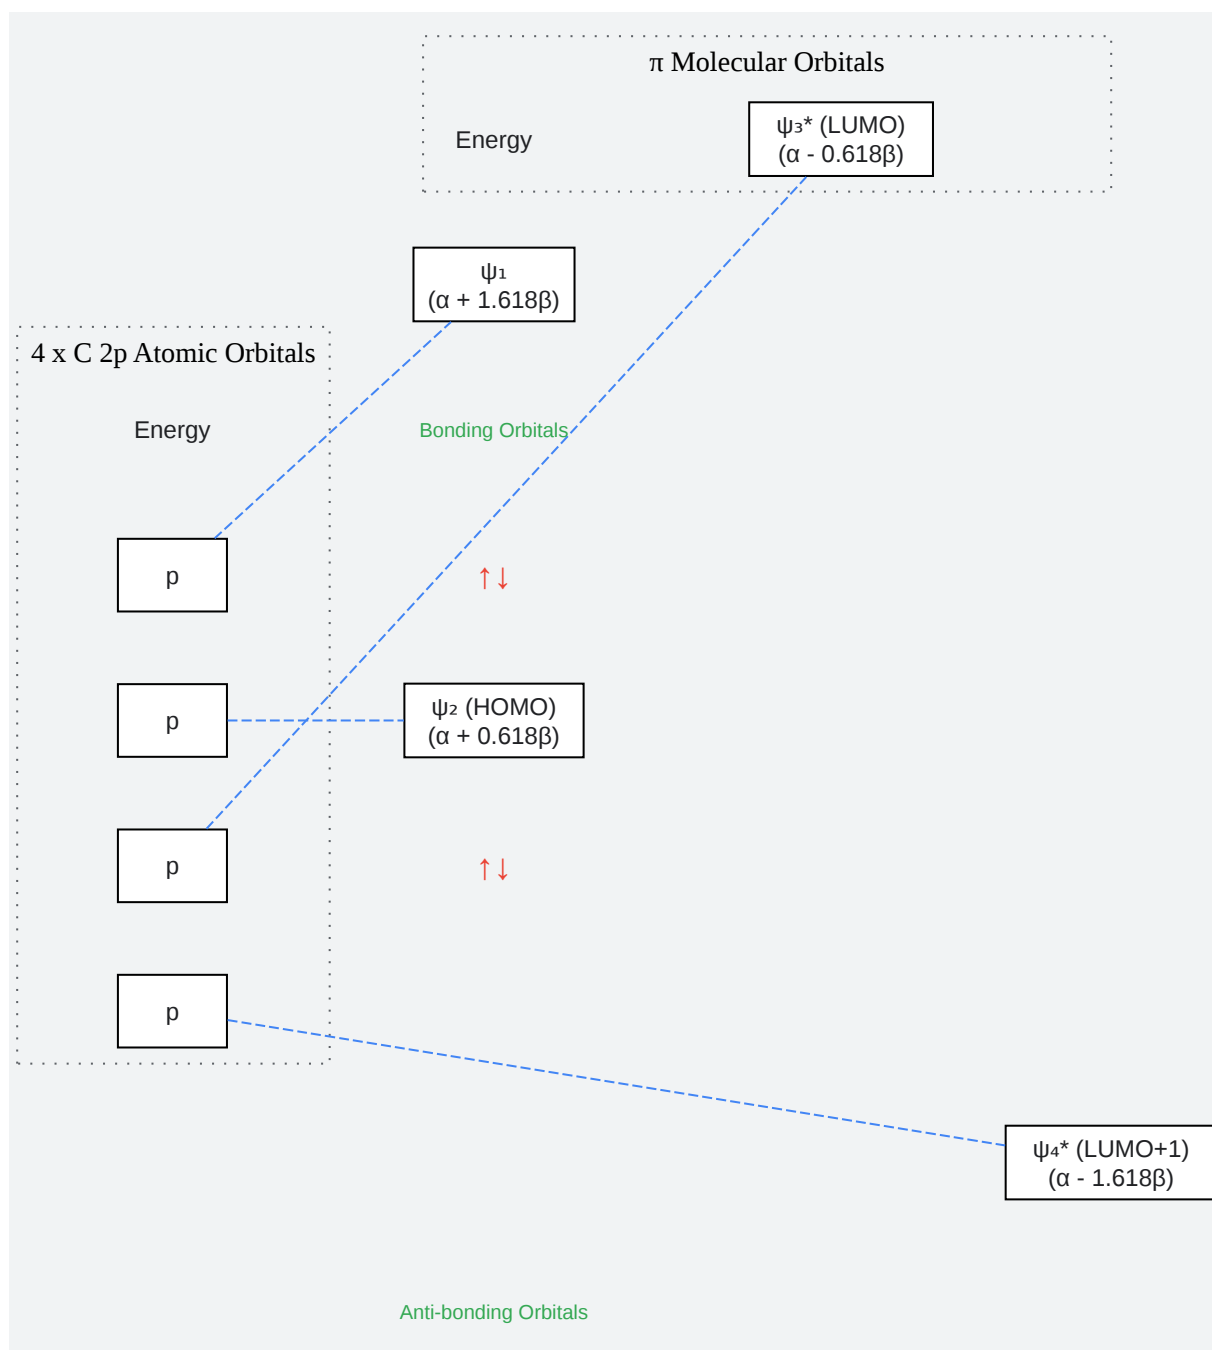 π Molecular Orbitals
Energy
ψ₃* (LUMO)
(α - 0.618β)
ψ₁
(α + 1.618β)
4 x C 2p Atomic Orbitals
Energy
Bonding Orbitals
p
↑↓
p
ψ₂ (HOMO)
(α + 0.618β)
p
↑↓
p
ψ₄* (LUMO+1)
(α - 1.618β)
Anti-bonding Orbitals